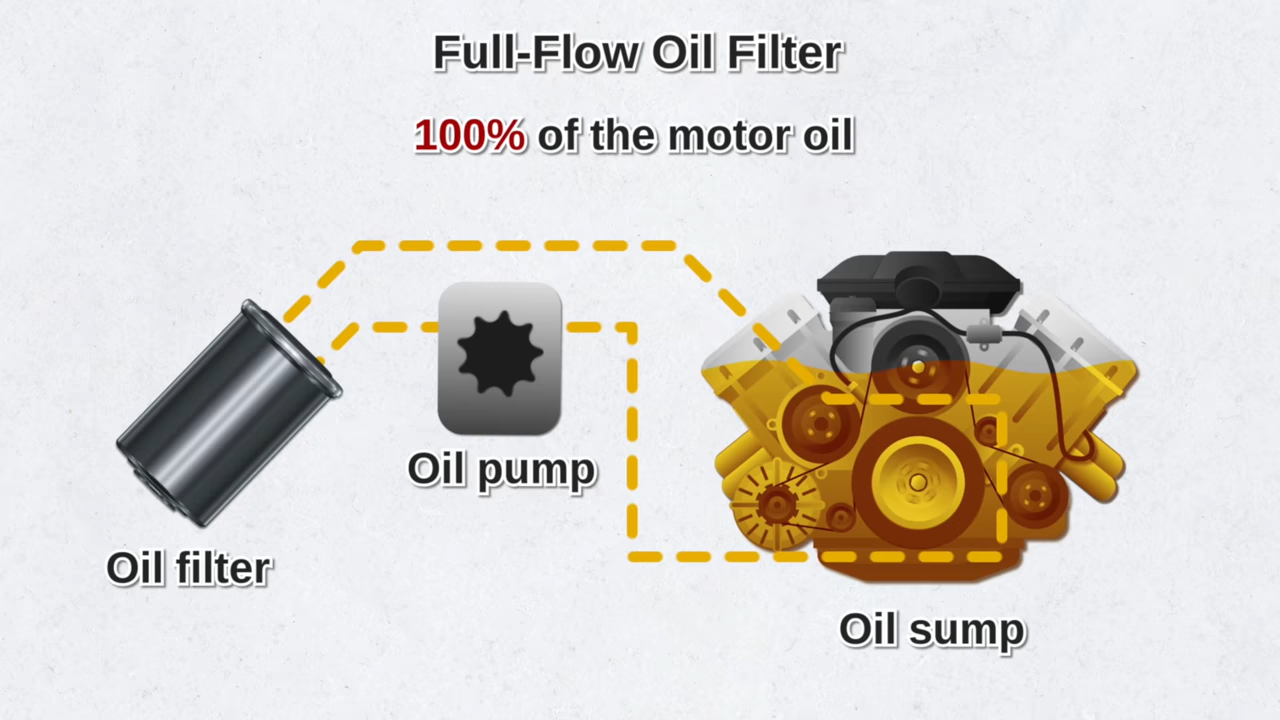 Full-Flow Oil Filter
100% of the motor oil
Oil pump
Oil filter
Oil sump